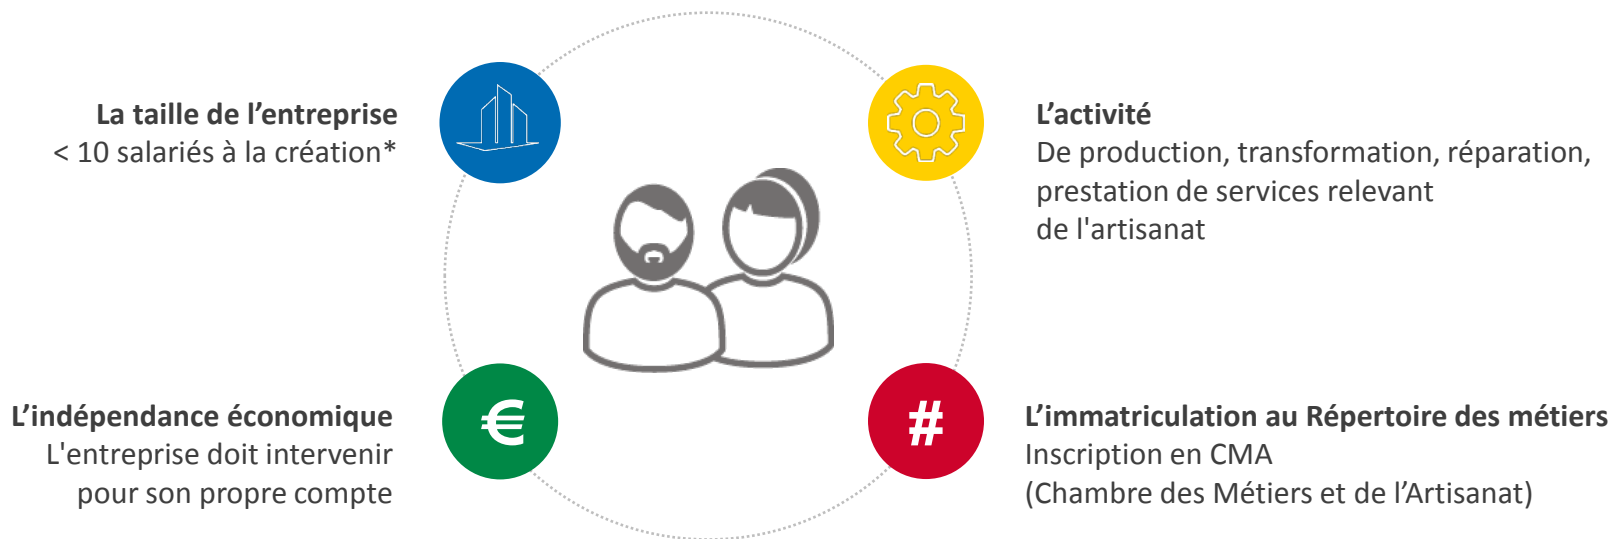 La taille de l’entreprise
< 10 salariés à la création*
L’activité
De production, transformation, réparation,
prestation de services relevant
de l'artisanat
L’indépendance économique
L'entreprise doit intervenir
pour son propre compte
€
#
L’immatriculation au Répertoire des métiers
Inscription en CMA
(Chambre des Métiers et de l’Artisanat)